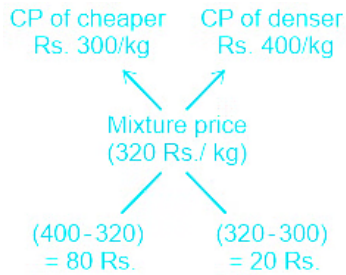 CP of cheaper
Rs. 300/kg
CP of denser
Rs. 400/kg
Mixture price
(320 Rs./ kg)
(400-320)
= 80 Rs.
(320-300)
= 20 Rs.